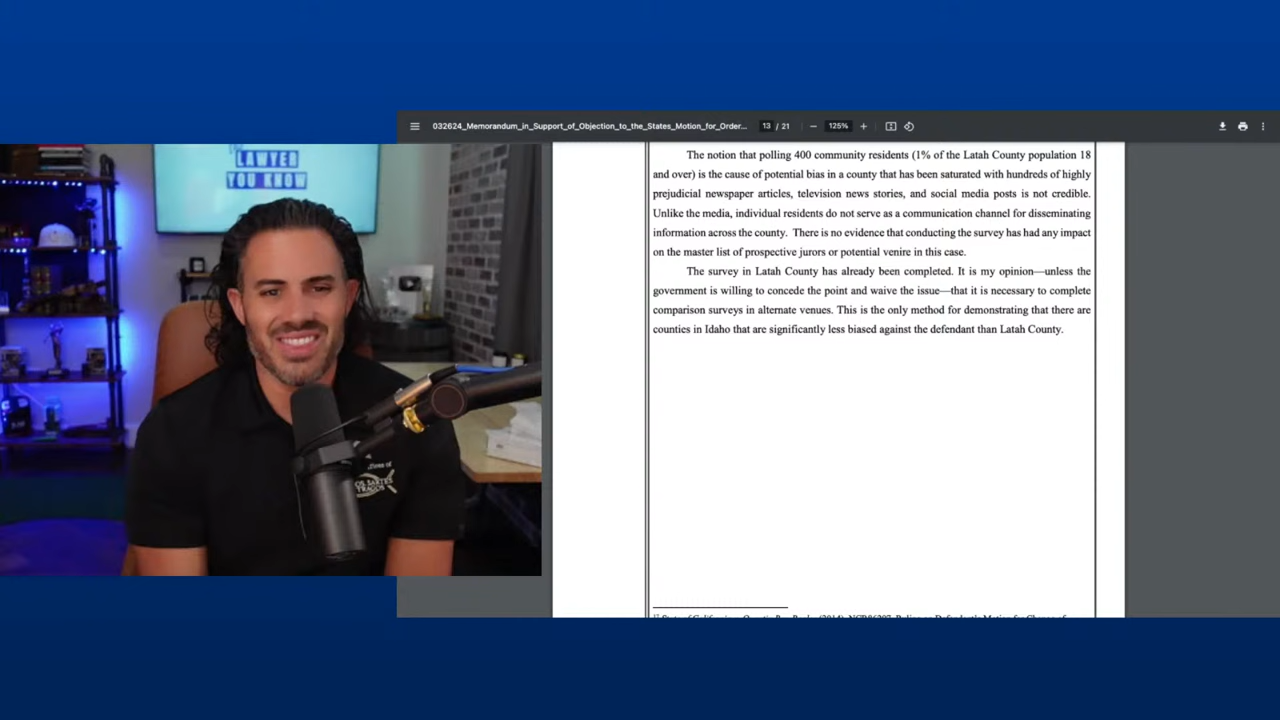 LAWYER
YOU KNOW
032624_Memorandum_in_Support_of_Objection_to_the_States_Motion_for_Order...
13 / 21
125%
The notion that polling 400 community residents (1% of the Latah County population 18
and over) is the cause of potential bias in a county that has been saturated with hundreds of highly
prejudicial newspaper articles, television news stories, and social media posts is not credible.
Unlike the media, individual residents do not serve as a communication channel for disseminating
information across the county. There is no evidence that conducting the survey has had any impact
on the master list of prospective jurors or potential venire in this case.
The survey in Latah County has already been completed. It is my opinion—unless the
government is willing to concede the point and waive the issue—that it is necessary to complete
comparison surveys in alternate venues. This is the only method for demonstrating that there are
counties in Idaho that are significantly less biased against the defendant than Latah County.